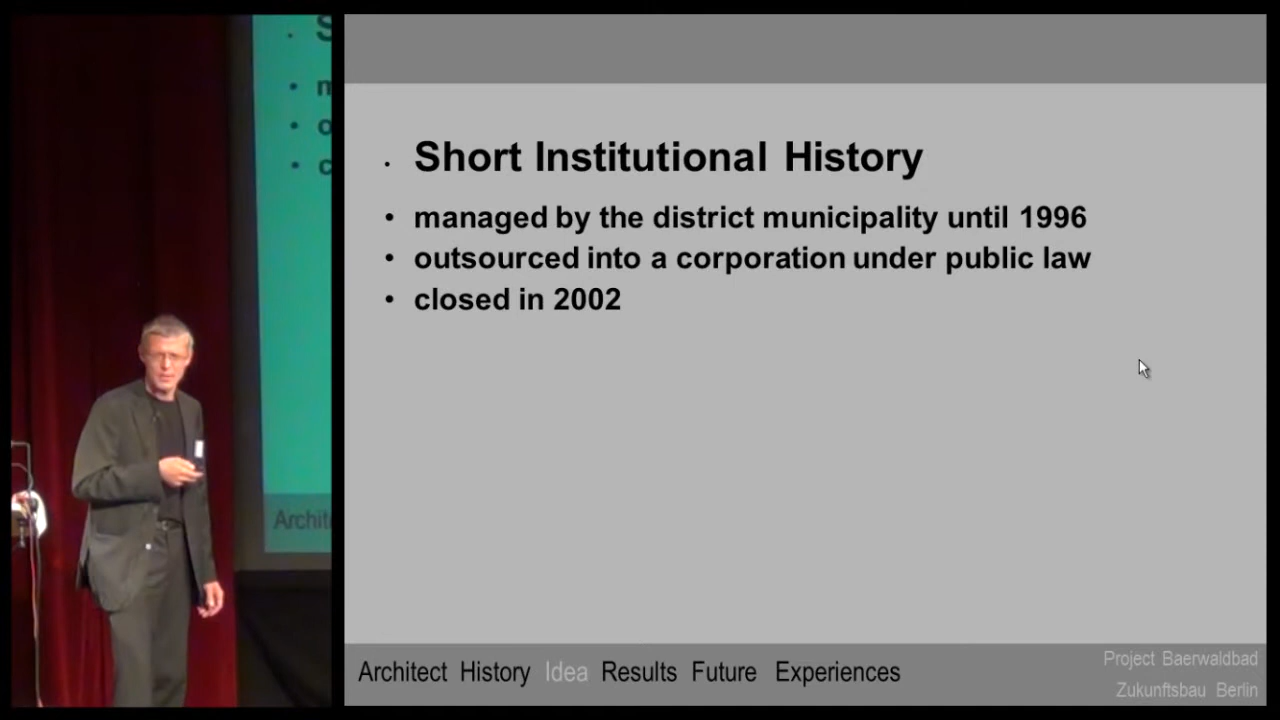 Short Institutional History
managed by the district municipality until 1996
outsourced into a corporation under public law
closed in 2002
Architect History Idea Results Future Experiences
Project Baerwaldbad
Zukunftsbau Berlin